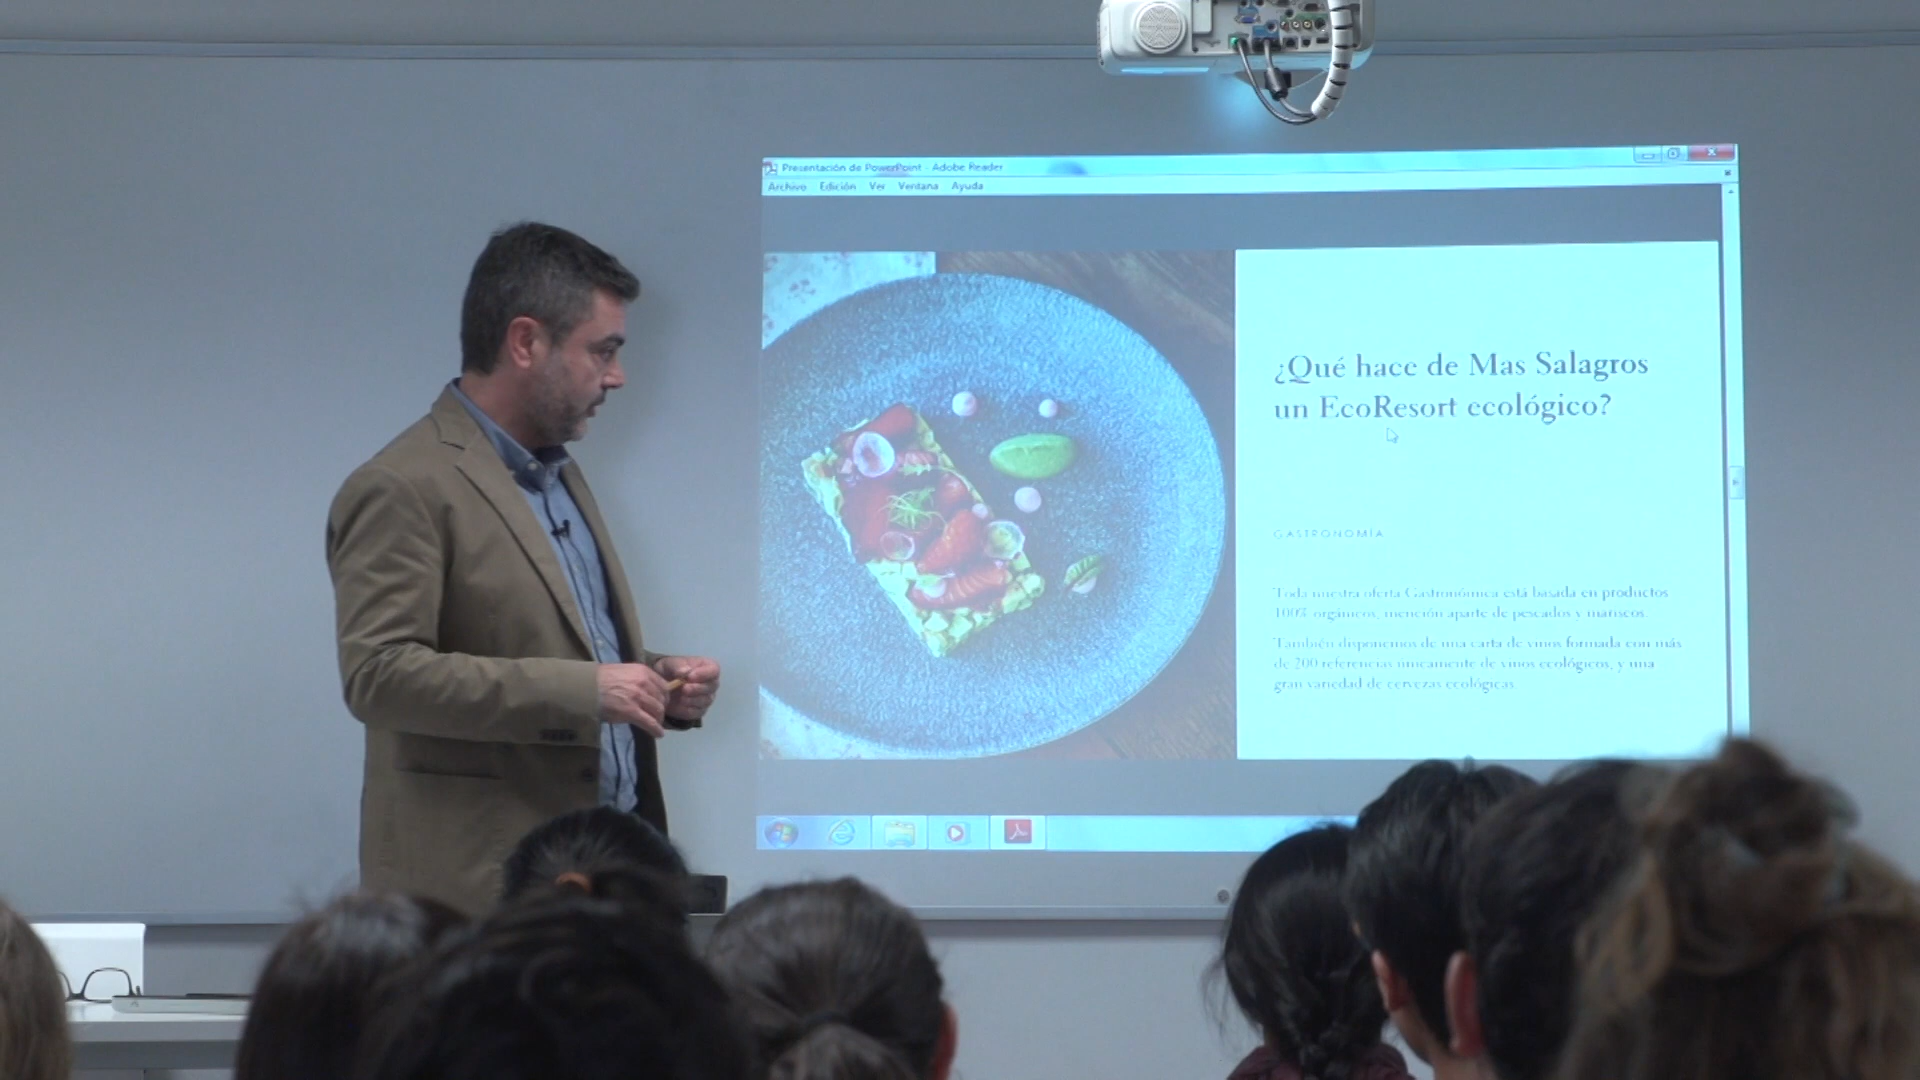 Presentación de PowerPoint - Adobe Reader
Archivo Edición Ver Ventana Ayuda
¿Qué hace de Mas Salagros
un EcoResort ecológico?
GASTRONOMÍA
Toda nuestra oferta Gastronómica está basada en productos
100% orgánicos, mención aparte de pescados y mariscos.
También disponemos de una carta de vinos formada con más
de 200 referencias únicamente de vinos ecológicos, y una
gran variedad de cervezas ecológicas.